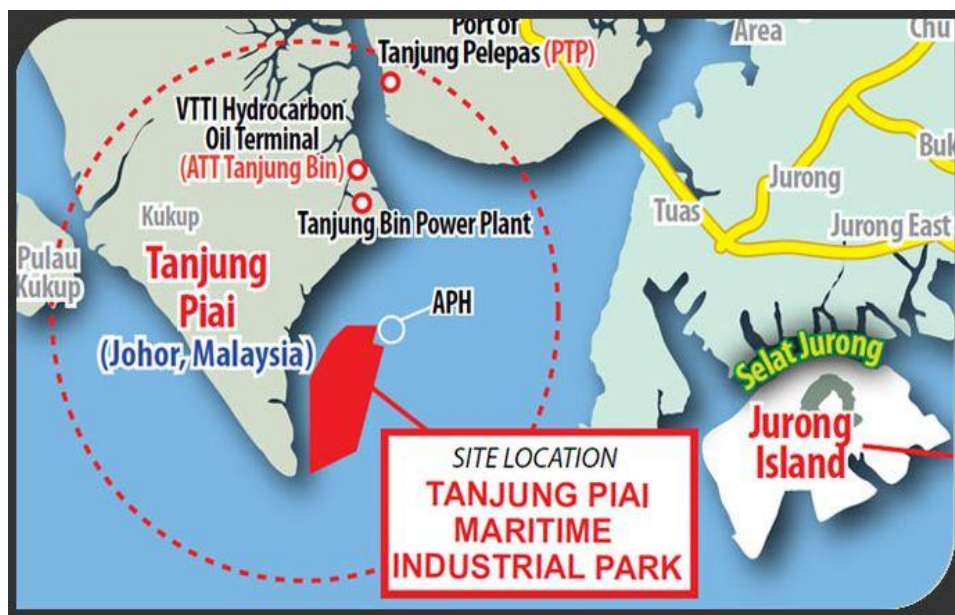 Port of
Tanjung Pelepas (PTP)
VTTI Hydrocarbon
Oil Terminal
(ATT Tanjung Bin)
Tanjung Bin Power Plant
Kukup
Pulau
Kukup
Tanjung
Piai
(Johor, Malaysia)
APH
SITE LOCATION
TANJUNG PIAI
MARITIME
INDUSTRIAL PARK
Area
Chu
Buk
Jurong
Tuas
Jurong East
Selat Jurong
Jurong
Island